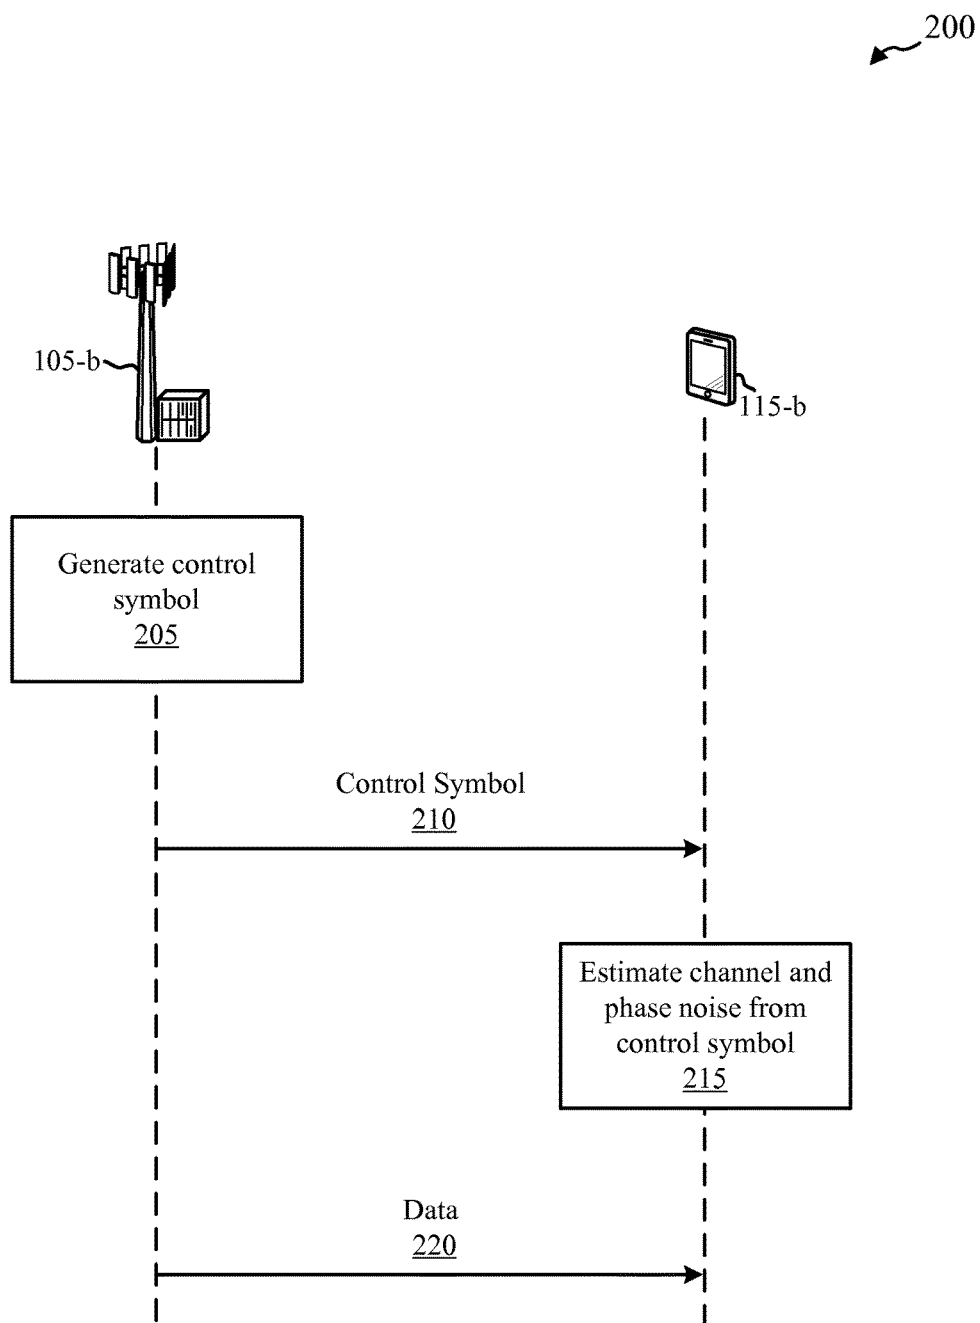 200
105-b
115-b
Generate control
symbol
205
Control Symbol
210
Estimate channel and
phase noise from
control symbol
215
Data
220